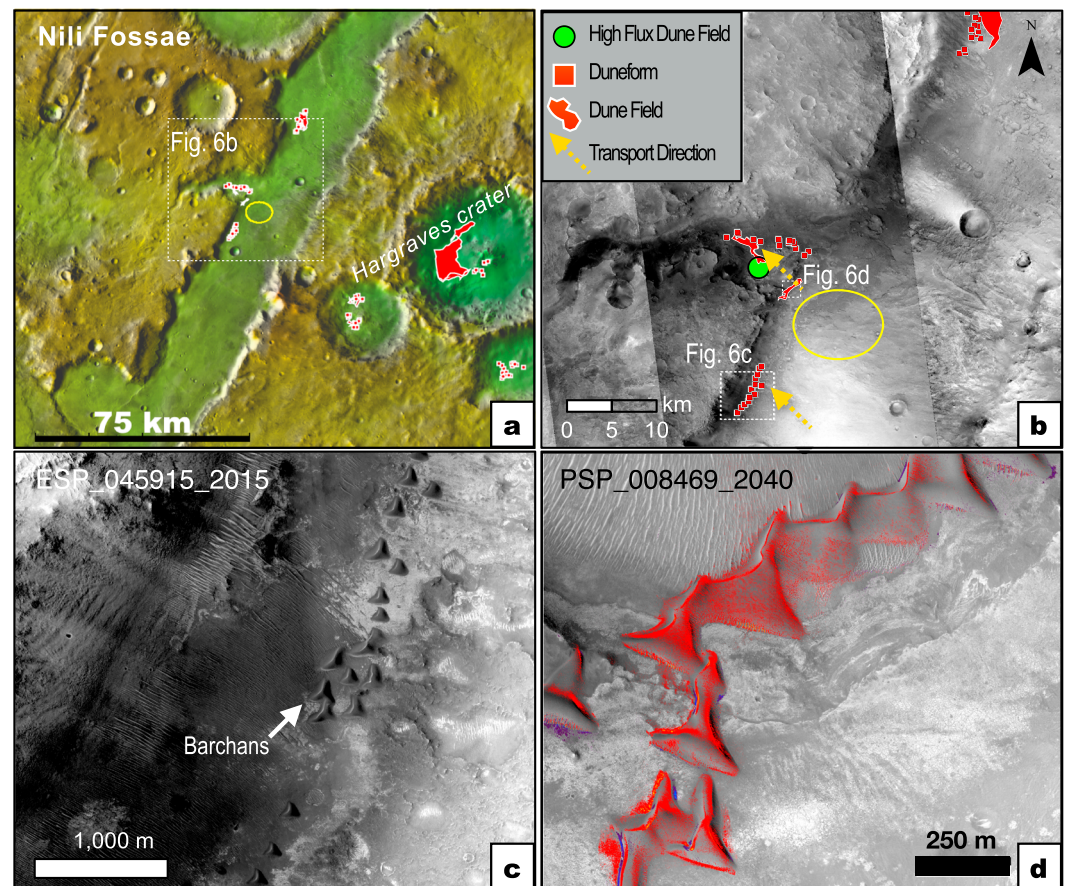 Nili Fossae
Fig. 6b
Hargraves crater
75 km
a
High Flux Dune Field
Duneform
Dune Field
Transport Direction
N
Fig. 6d
Fig. 6c
km
0 5 10
b
ESP_045915_2015
Barchans
1,000 m
c
PSP_008469_2040
250 m
d